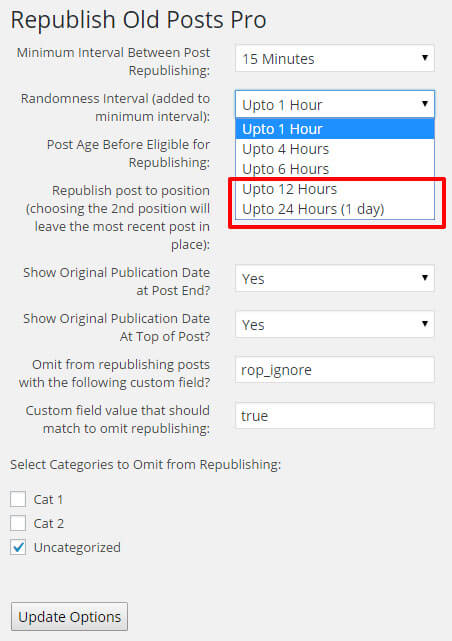 Republish Old Posts Pro
Minimum Interval Between Post
Republishing:
15 Minutes
Randomness Interval (added to
minimum interval):
Upto 1 Hour
Upto 1 Hour
Upto 4 Hours
Upto 6 Hours
Upto 12 Hours
Upto 24 Hours (1 day)
Post Age Before Eligible for
Republishing:
Republish post to position
(choosing the 2nd position will
leave the most recent post in
place):
Show Original Publication Date
at Post End?
Yes
Show Original Publication Date
At Top of Post?
Yes
Omit from republishing posts
with the following custom field?
rop_ignore
Custom field value that should
match to omit republishing:
true
Select Categories to Omit from Republishing:
Cat 1
Cat 2
Uncategorized
Update Options